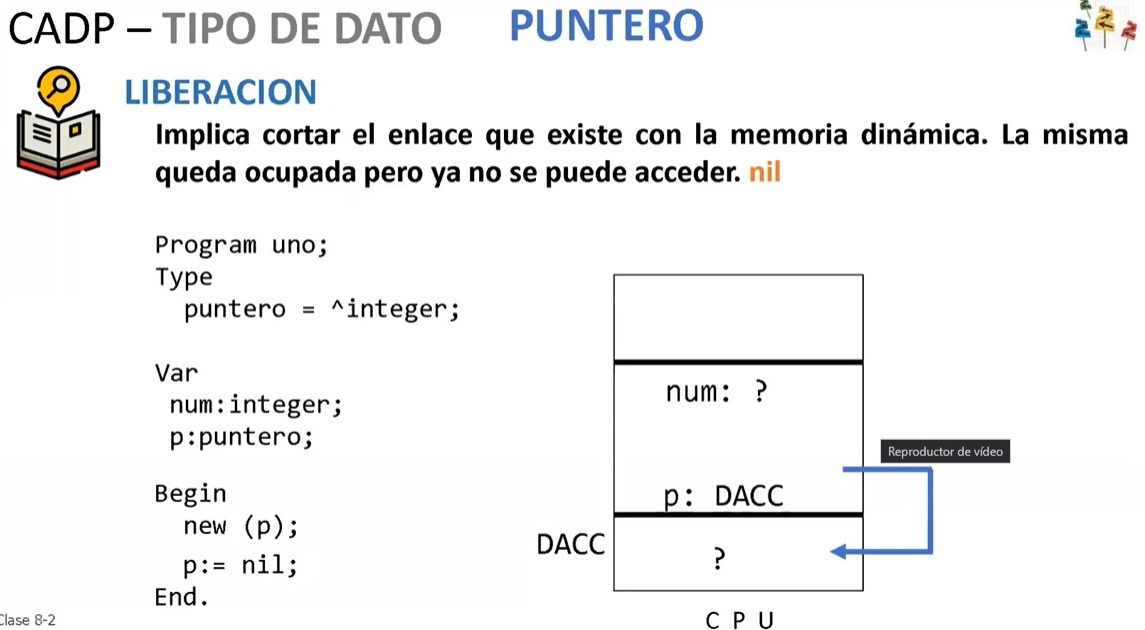 CADP – TIPO DE DATO PUNTERO
LIBERACION
Implica cortar el enlace que existe con la memoria dinámica. La misma
queda ocupada pero ya no se puede acceder. nil
Program uno;
Type
puntero = ^integer;
Var
num:integer;
p:puntero;
Begin
new (p);
p:= nil;
End.
num: ?
Reproductor de vídeo
p: DACC
DACC
?
C P U
Clase 8-2